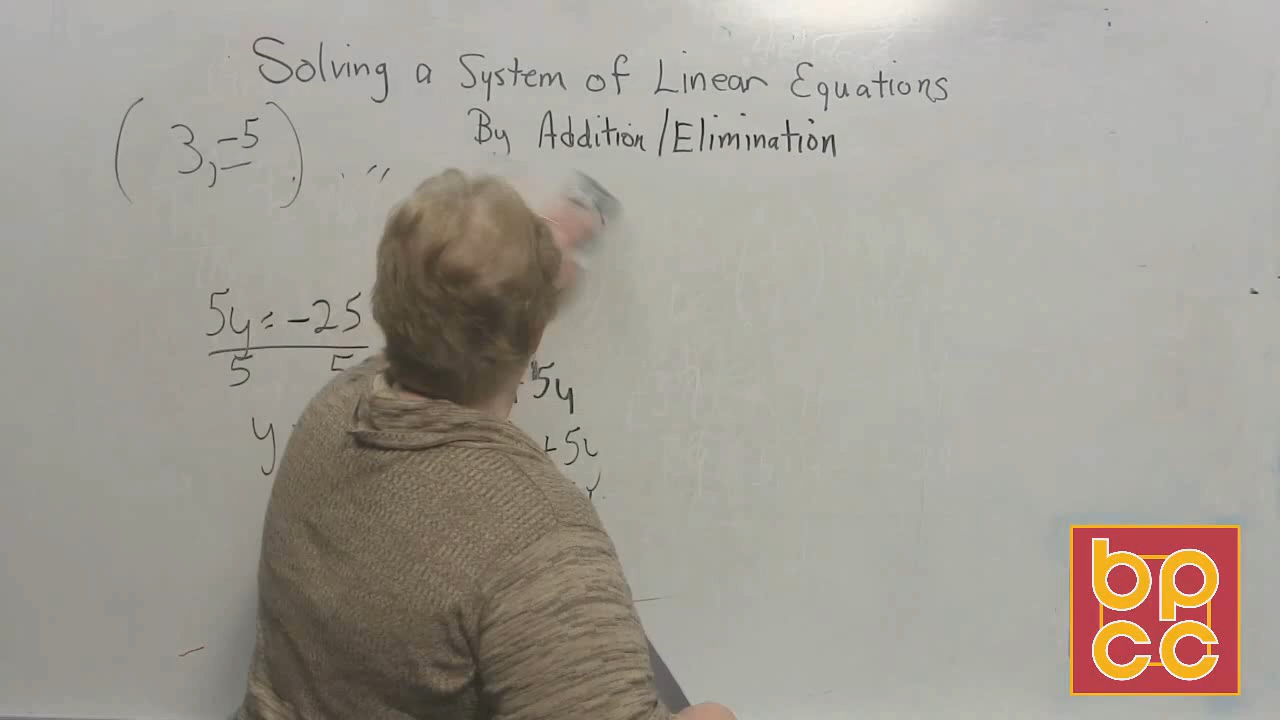 Solving a System of Linear Equations
By Addition/Elimination
(3, -5)
5y = -25
5 5
y
5y
+5y
bpcc